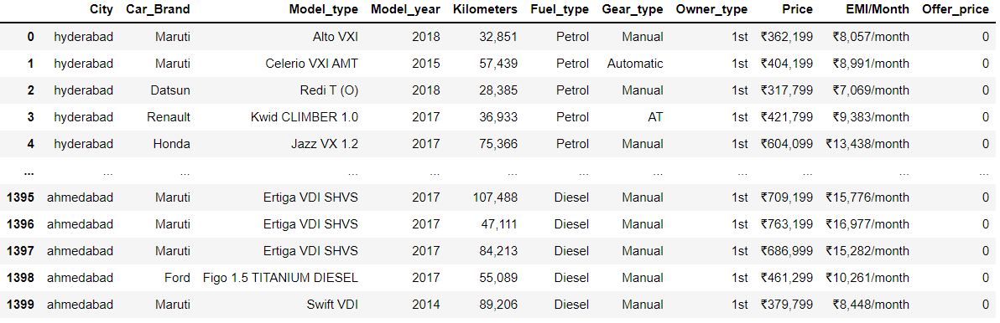 City Car_Brand Model_type Model_year Kilometers Fuel_type Gear_type Owner_type Price EMI/Month Offer_price
0 hyderabad Maruti Alto VXI 2018 32,851 Petrol Manual 1st ₹362,199 ₹8,057/month 0
1 hyderabad Maruti Celerio VXI AMT 2015 57,439 Petrol Automatic 1st ₹404,199 ₹8,991/month 0
2 hyderabad Datsun Redi T (O) 2018 28,385 Petrol Manual 1st ₹317,799 ₹7,069/month 0
3 hyderabad Renault Kwid CLIMBER 1.0 2017 36,933 Petrol AT 1st ₹421,799 ₹9,383/month 0
4 hyderabad Honda Jazz VX 1.2 2017 75,366 Petrol Manual 1st ₹604,099 ₹13,438/month 0
... ... ... ... ... ... ... ... ... ... ... ...
1395 ahmedabad Maruti Ertiga VDI SHVS 2017 107,488 Diesel Manual 1st ₹709,199 ₹15,776/month 0
1396 ahmedabad Maruti Ertiga VDI SHVS 2017 47,111 Diesel Manual 1st ₹763,199 ₹16,977/month 0
1397 ahmedabad Maruti Ertiga VDI SHVS 2017 84,213 Diesel Manual 1st ₹686,999 ₹15,282/month 0
1398 ahmedabad Ford Figo 1.5 TITANIUM DIESEL 2017 55,089 Diesel Manual 1st ₹461,299 ₹10,261/month 0
1399 ahmedabad Maruti Swift VDI 2014 89,206 Diesel Manual 1st ₹379,799 ₹8,448/month 0